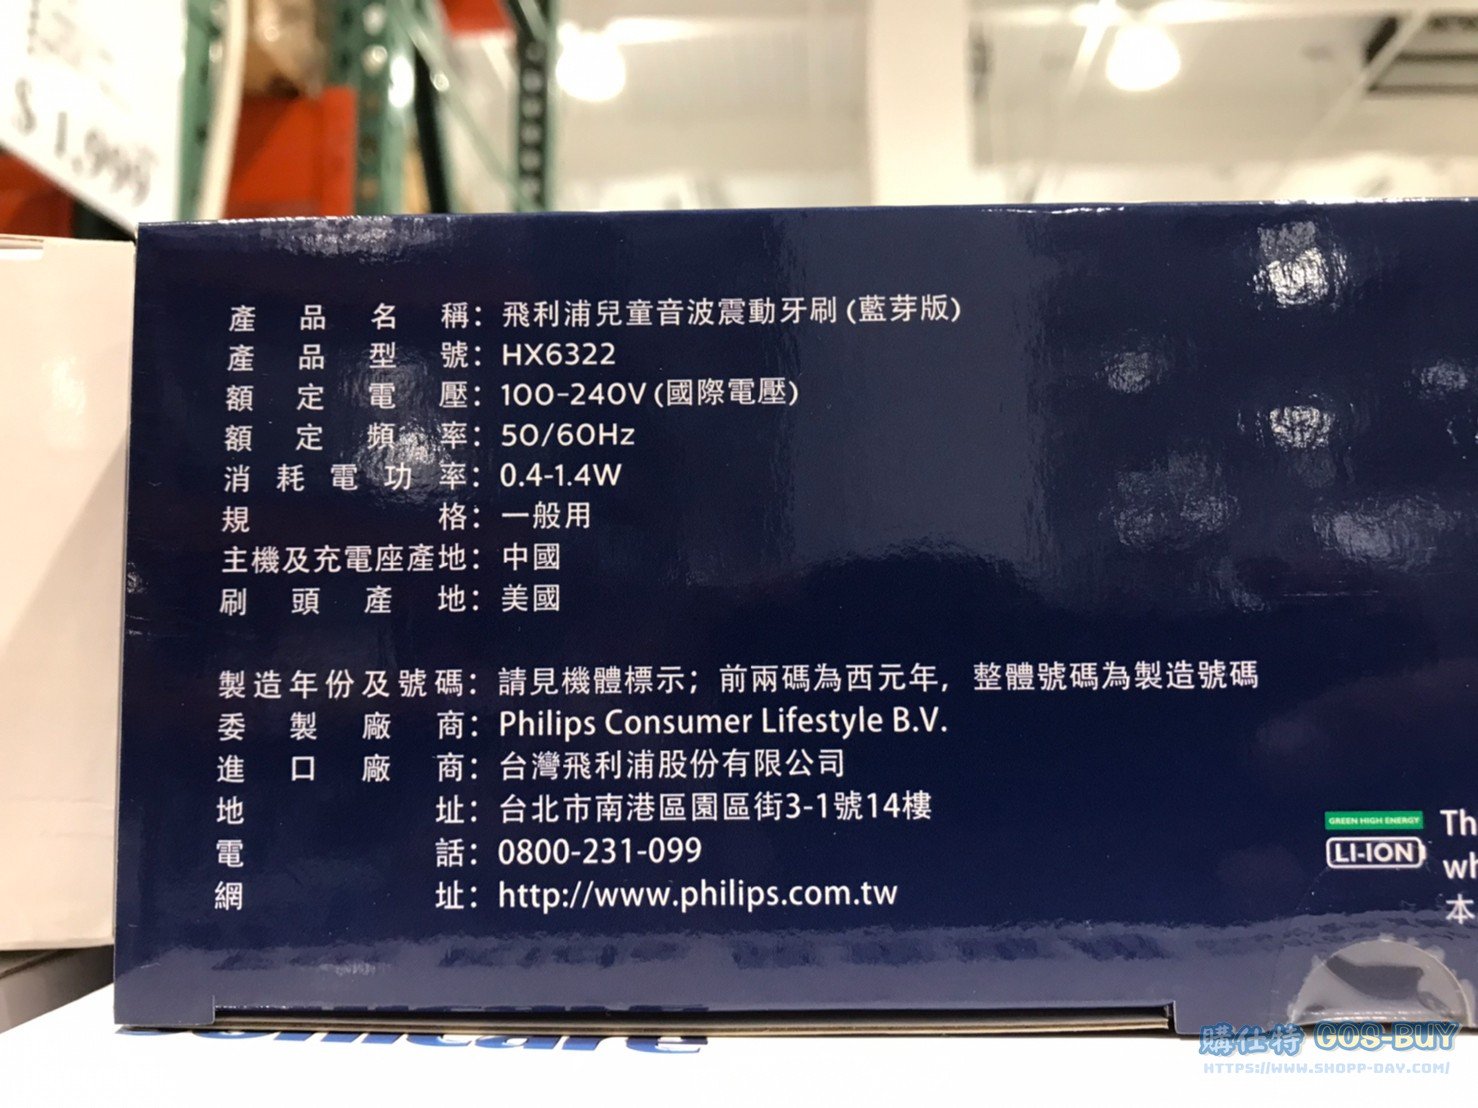 $1,999
產品名稱：飛利浦兒童音波震動牙刷(藍芽版)
產品型號：HX6322
額定電壓：100-240V(國際電壓)
額定頻率：50/60Hz
消耗電功率：0.4-1.4W
規格：一般用
主機及充電座產地：中國
刷頭產地：美國
製造年份及號碼：請見機體標示；前兩碼為西元年，整體號碼為製造號碼
委製廠商：Philips Consumer Lifestyle B.V.
進口廠商：台灣飛利浦股份有限公司
地址：台北市南港區園區街3-1號14樓
電話：0800-231-099
網址：http://www.philips.com.tw
GREEN HIGH ENERGY
LI-ION
Th
wh
本
購仕特 GOS-BUY
HTTPS://WWW.SHOPP-DAY.COM/